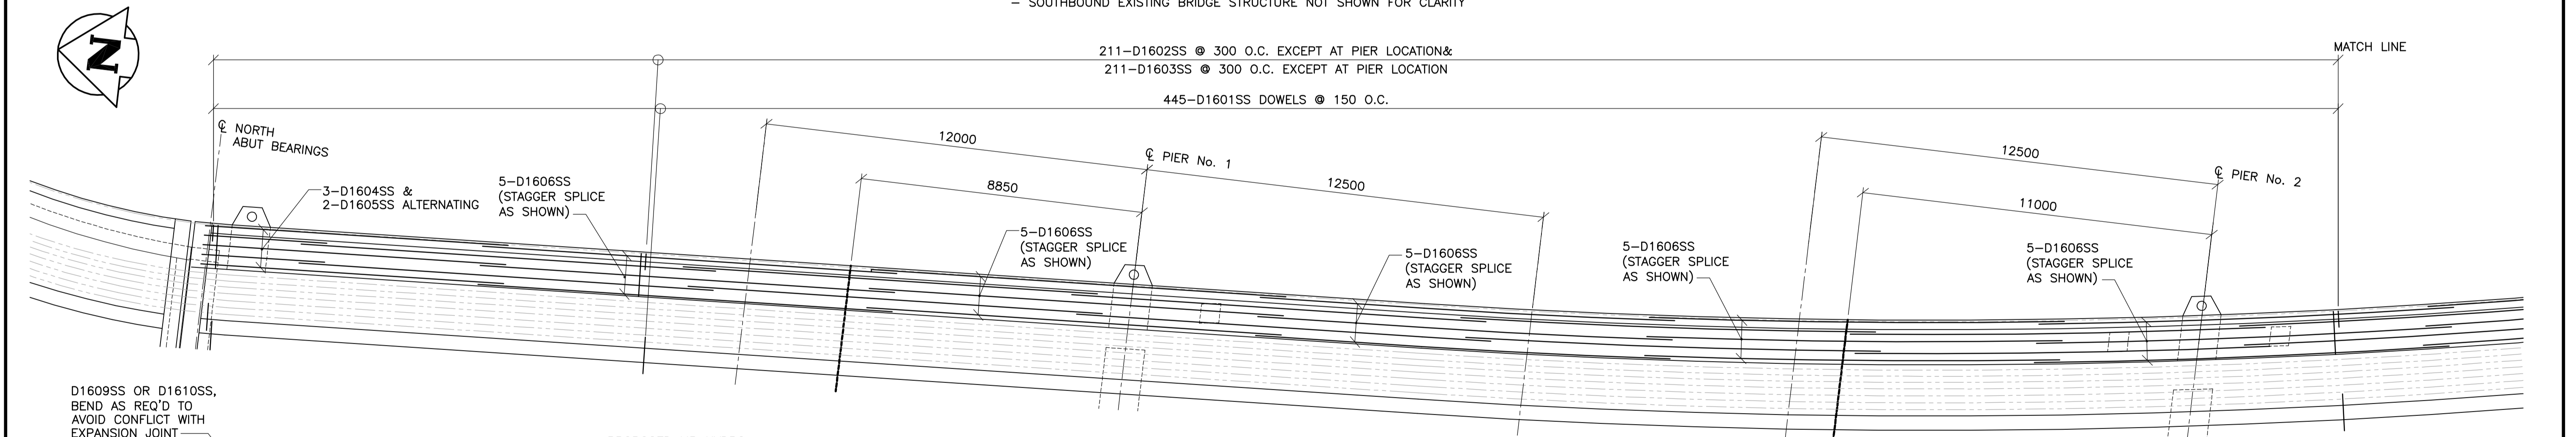 - SOUTHBOUND EXISTING BRIDGE STRUCTURE NOT SHOWN FOR CLARITY
N
211-D1602SS @ 300 O.C. EXCEPT AT PIER LOCATION&
211-D1603SS @ 300 O.C. EXCEPT AT PIER LOCATION
MATCH LINE
445-D1601SS DOWELS @ 150 O.C.
℄ NORTH
ABUT BEARINGS
12000
℄ PIER No. 1
12500
℄ PIER No. 2
3-D1604SS &
2-D1605SS ALTERNATING
5-D1606SS
(STAGGER SPLICE
AS SHOWN)
8850
12500
11000
5-D1606SS
(STAGGER SPLICE
AS SHOWN)
5-D1606SS
(STAGGER SPLICE
AS SHOWN)
5-D1606SS
(STAGGER SPLICE
AS SHOWN)
5-D1606SS
(STAGGER SPLICE
AS SHOWN)
D1609SS OR D1610SS,
BEND AS REQ'D TO
AVOID CONFLICT WITH
EXPANSION JOINT